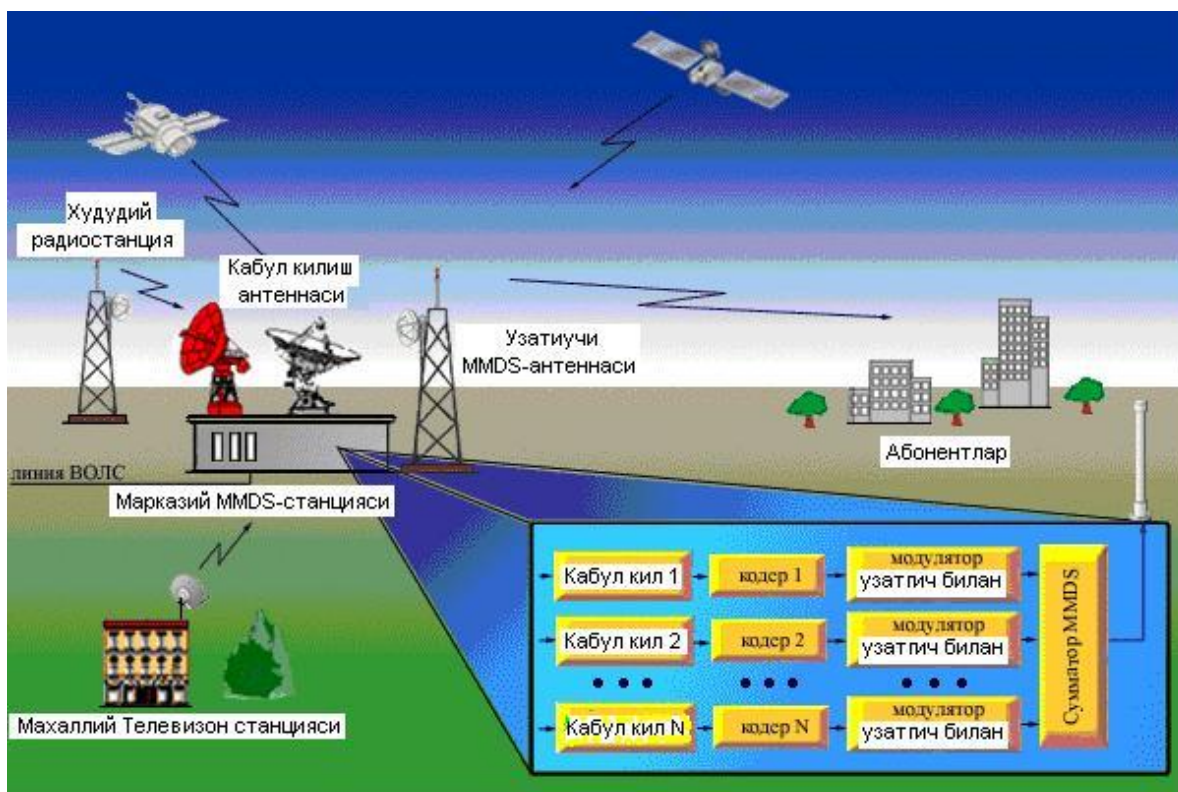 Худудий
радиостанция
Кабул килиш
антеннаси
Узатиучи
MMDS-антеннаси
Абонентлар
линия ВОЛС
Марказий MMDS-станцияси
Махаллий Телевизон станцияси
Кабул кил 1
кодер 1
модулятор
узатгич билан
Кабул кил 2
кодер 2
модулятор
узатгич билан
Кабул кил N
кодер N
модулятор
узатгич билан
Сумматор MMDS